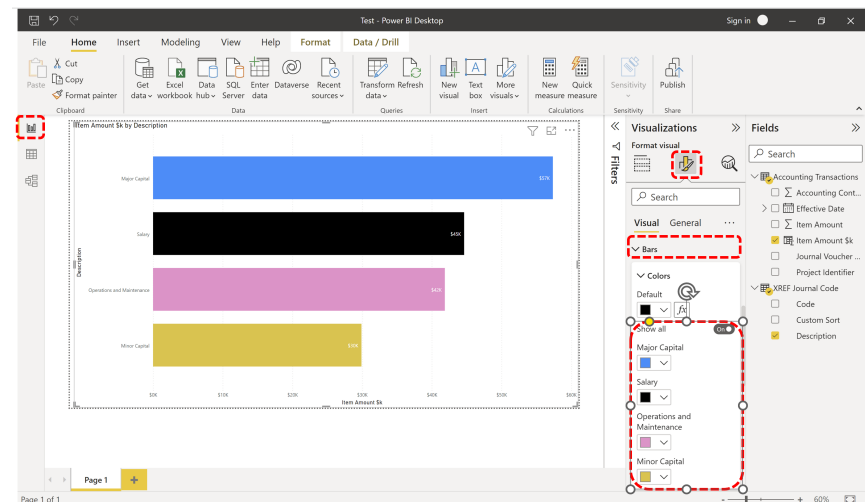 Test - Power BI Desktop
Sign in
File Home Insert Modeling View Help Format Data / Drill
Paste
Cut
Copy
Format painter
Get data
Excel workbook
Data hub
SQL Server
Enter data
Dataverse
Recent sources
Transform data
Refresh
New visual
Text box
More visuals
New measure
Quick measure
Sensitivity
Publish
Clipboard Data Queries Insert Calculations Sensitivity Share
Item Amount $k by Description
Major Capital
$57K
Salary
$45K
Operations and Maintenance
$42K
Minor Capital
$30K
Description
$0K $10K $20K $30K $40K $50K $60K
Item Amount $k
Filters
Visualizations
Format visual
Search
Visual General
Bars
Colors
Default
fx
Show all On
Major Capital
Salary
Operations and
Maintenance
Minor Capital
Fields
Search
Accounting Transactions
Accounting Cont...
Effective Date
Item Amount
Item Amount $k
Journal Voucher ...
Project Identifier
XREF Journal Code
Code
Custom Sort
Description
Page 1
Page 1 of 1
60%